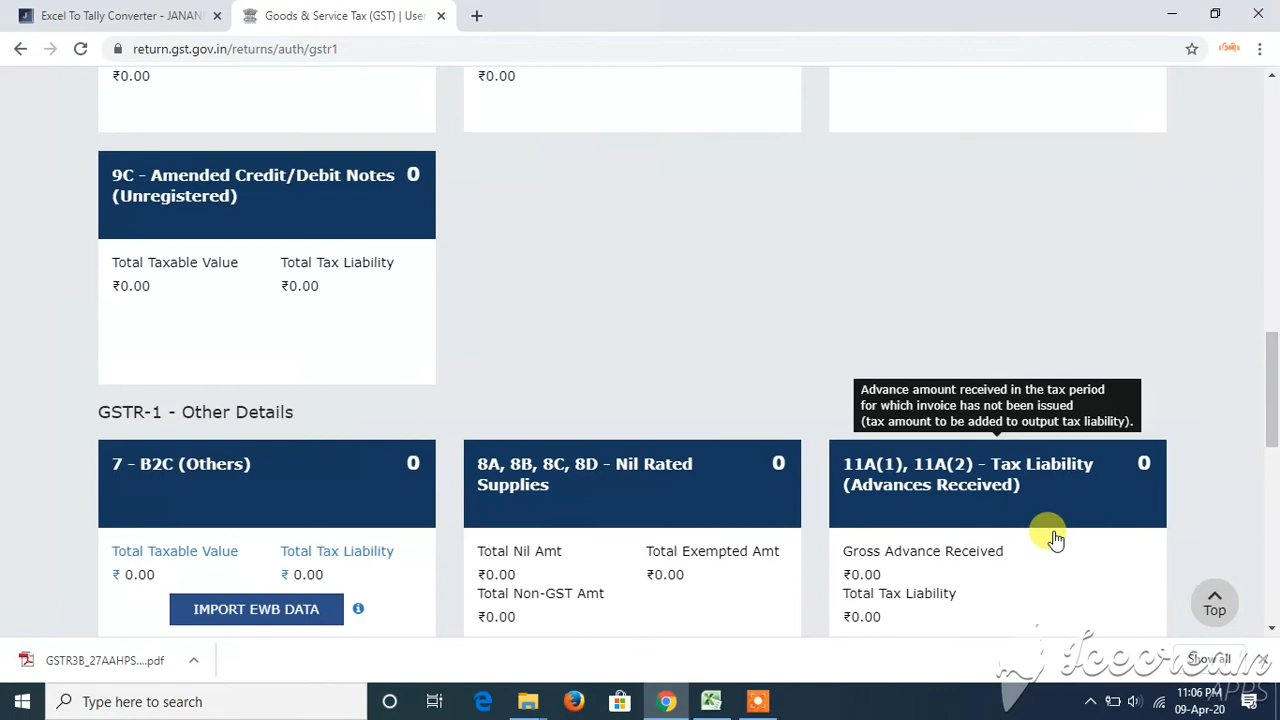 Excel To Tally Converter - JANAN
Goods & Service Tax (GST) | User
return.gst.gov.in/returns/auth/gstr1
₹0.00
₹0.00
9C - Amended Credit/Debit Notes (Unregistered)
0
Total Taxable Value
Total Tax Liability
₹0.00
₹0.00
GSTR-1 - Other Details
Advance amount received in the tax period
for which invoice has not been issued
(tax amount to be added to output tax liability).
7 - B2C (Others)
0
8A, 8B, 8C, 8D - Nil Rated
Supplies
0
11A(1), 11A(2) - Tax Liability
(Advances Received)
0
Total Taxable Value
Total Tax Liability
₹ 0.00
₹ 0.00
IMPORT EWB DATA
Total Nil Amt
Total Exempted Amt
₹0.00
₹0.00
Total Non-GST Amt
₹0.00
Gross Advance Received
₹0.00
Total Tax Liability
₹0.00
Top
GSTR3B_27AAHPS....pdf
Show all
Icecream
APPS
Type here to search
11:06 PM
09-Apr-20